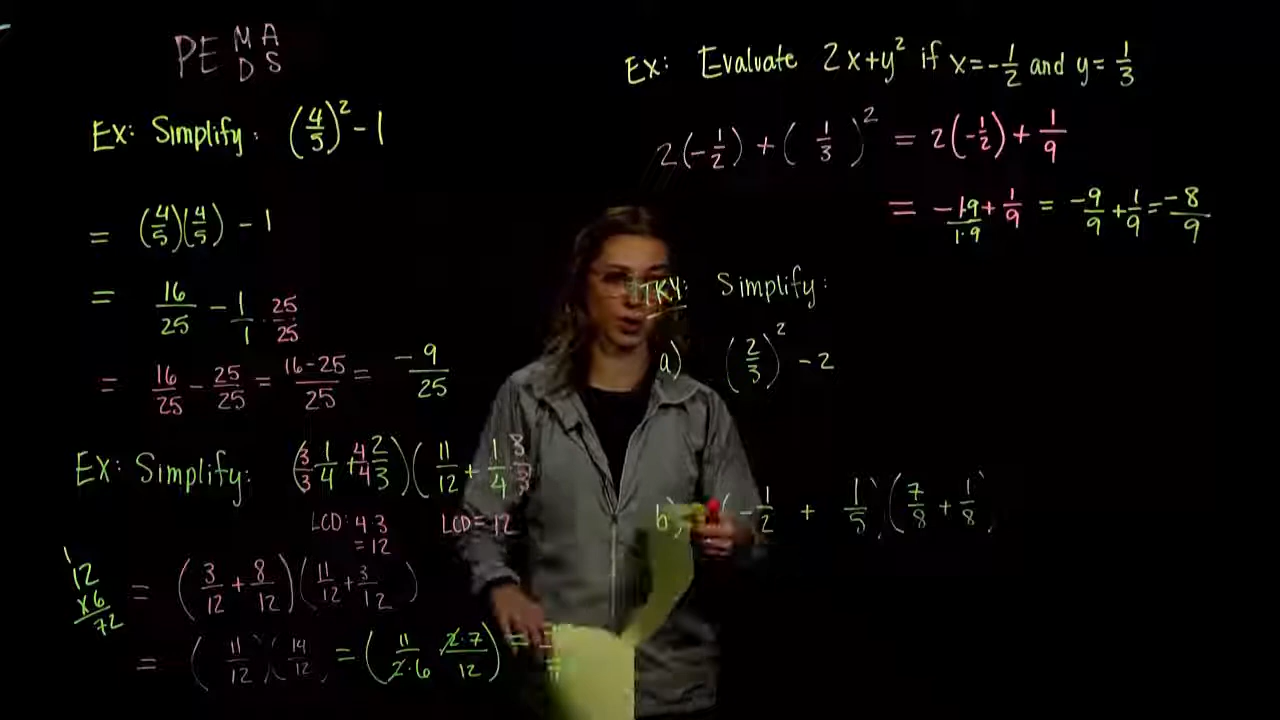 PE M A
D S
Ex: Simplify: (4/5)² - 1
= (4/5)(4/5) - 1
= 16/25 - 1/1 · 25/25
= 16/25 - 25/25 = 16-25/25 = -9/25
Ex: Simplify: (3/3 1/4 + 4/4 2/3)(11/12 + 1/4
LCD: 4·3
= 12
LCD = 12
1
12
x6
72
= (3/12 + 8/12)(11/12 + 3/12)
= (11/12)(14/12) = (11/2·6 2·7/12) =
Ex: Evaluate 2x+y² if x=-1/2 and y=1/3
2(-1/2) + (1/3)² = 2(-1/2) + 1/9
= -1·9/1·9 + 1/9 = -9/9 + 1/9 = -8/9
TRY: Simplify:
a) (2/3)² - 2
b) (-1/2 + 1/5)(7/8 + 1/8)